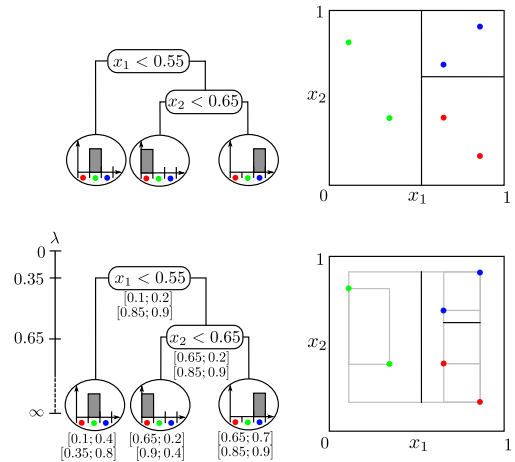 x₁ < 0.55
x₂ < 0.65
1
x₂
0
x₁
1
λ
0
0.35
0.65
∞
x₁ < 0.55
[0.1; 0.2]
[0.85; 0.9]
x₂ < 0.65
[0.65; 0.2]
[0.85; 0.9]
[0.1; 0.4]
[0.35; 0.8]
[0.65; 0.2]
[0.9; 0.4]
[0.65; 0.7]
[0.85; 0.9]
1
x₂
0
x₁
1